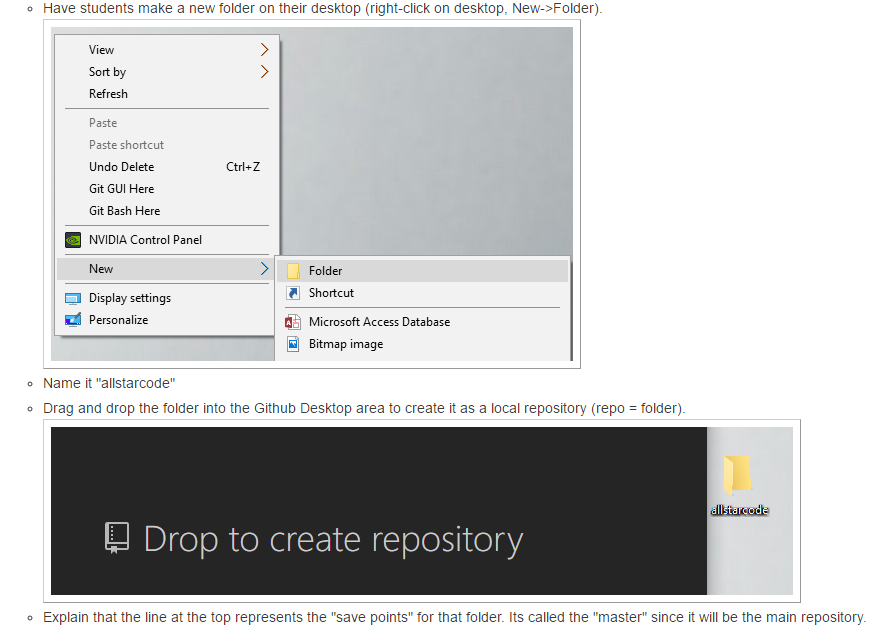 Have students make a new folder on their desktop (right-click on desktop, New->Folder).
View
Sort by
Refresh
Paste
Paste shortcut
Undo Delete Ctrl+Z
Git GUI Here
Git Bash Here
NVIDIA Control Panel
New
Display settings
Personalize
Folder
Shortcut
Microsoft Access Database
Bitmap image
Name it "allstarcode"
Drag and drop the folder into the Github Desktop area to create it as a local repository (repo = folder).
Drop to create repository
allstarcode
Explain that the line at the top represents the "save points" for that folder. Its called the "master" since it will be the main repository.